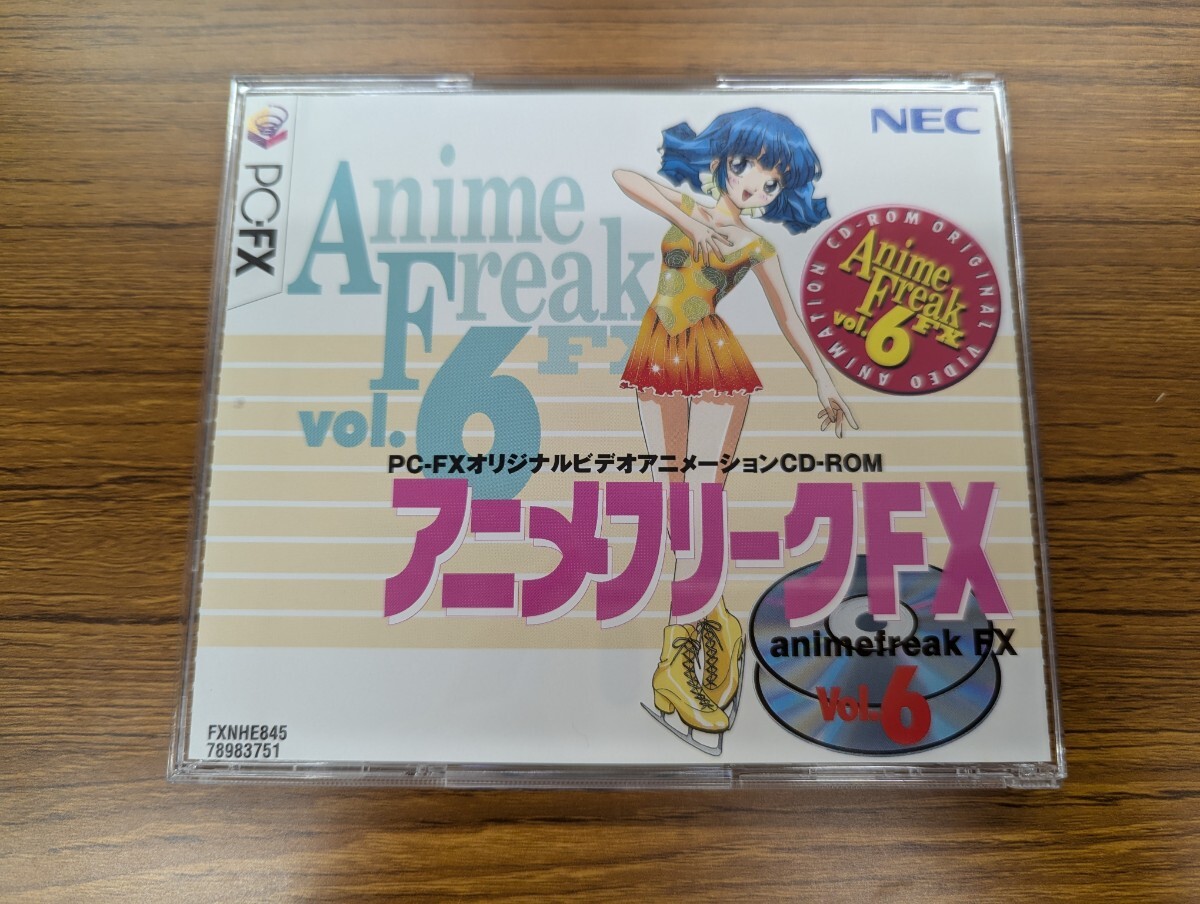 PC-FX
NEC
Anime
Freak
FX
vol. 6
CD-ROM ORIGINAL VIDEO ANIMATION
Anime
Freak
FX
vol. 6
PC-FXオリジナルビデオアニメーションCD-ROM
アニメフリークFX
animefreak FX
Vol.6
FXNHE845
78983751